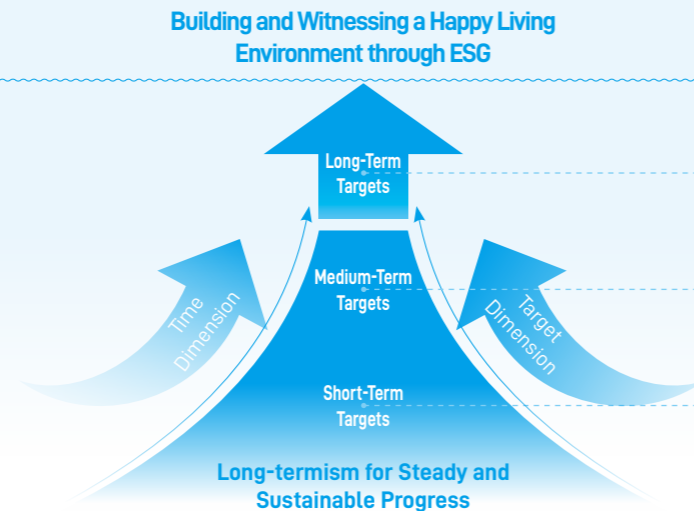 Building and Witnessing a Happy Living
Environment through ESG
Long-Term
Targets
Medium-Term
Targets
Time
Dimension
Target
Dimension
Short-Term
Targets
Long-termism for Steady and
Sustainable Progress